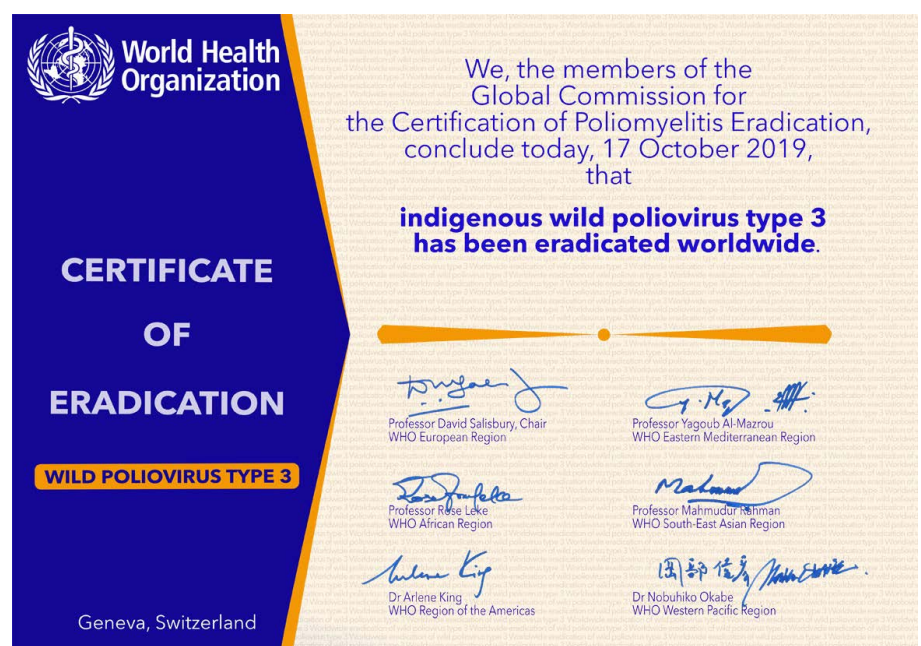 World Health
Organization
CERTIFICATE
OF
ERADICATION
WILD POLIOVIRUS TYPE 3
Geneva, Switzerland
We, the members of the
Global Commission for
the Certification of Poliomyelitis Eradication,
conclude today, 17 October 2019,
that
indigenous wild poliovirus type 3
has been eradicated worldwide.
Professor David Salisbury, Chair
WHO European Region
Professor Yagoub Al-Mazrou
WHO Eastern Mediterranean Region
Professor Rose Leke
WHO African Region
Professor Mahmudur Rahman
WHO South-East Asian Region
Arlene King
Dr Arlene King
WHO Region of the Americas
岡部信彦
Dr Nobuhiko Okabe
WHO Western Pacific Region